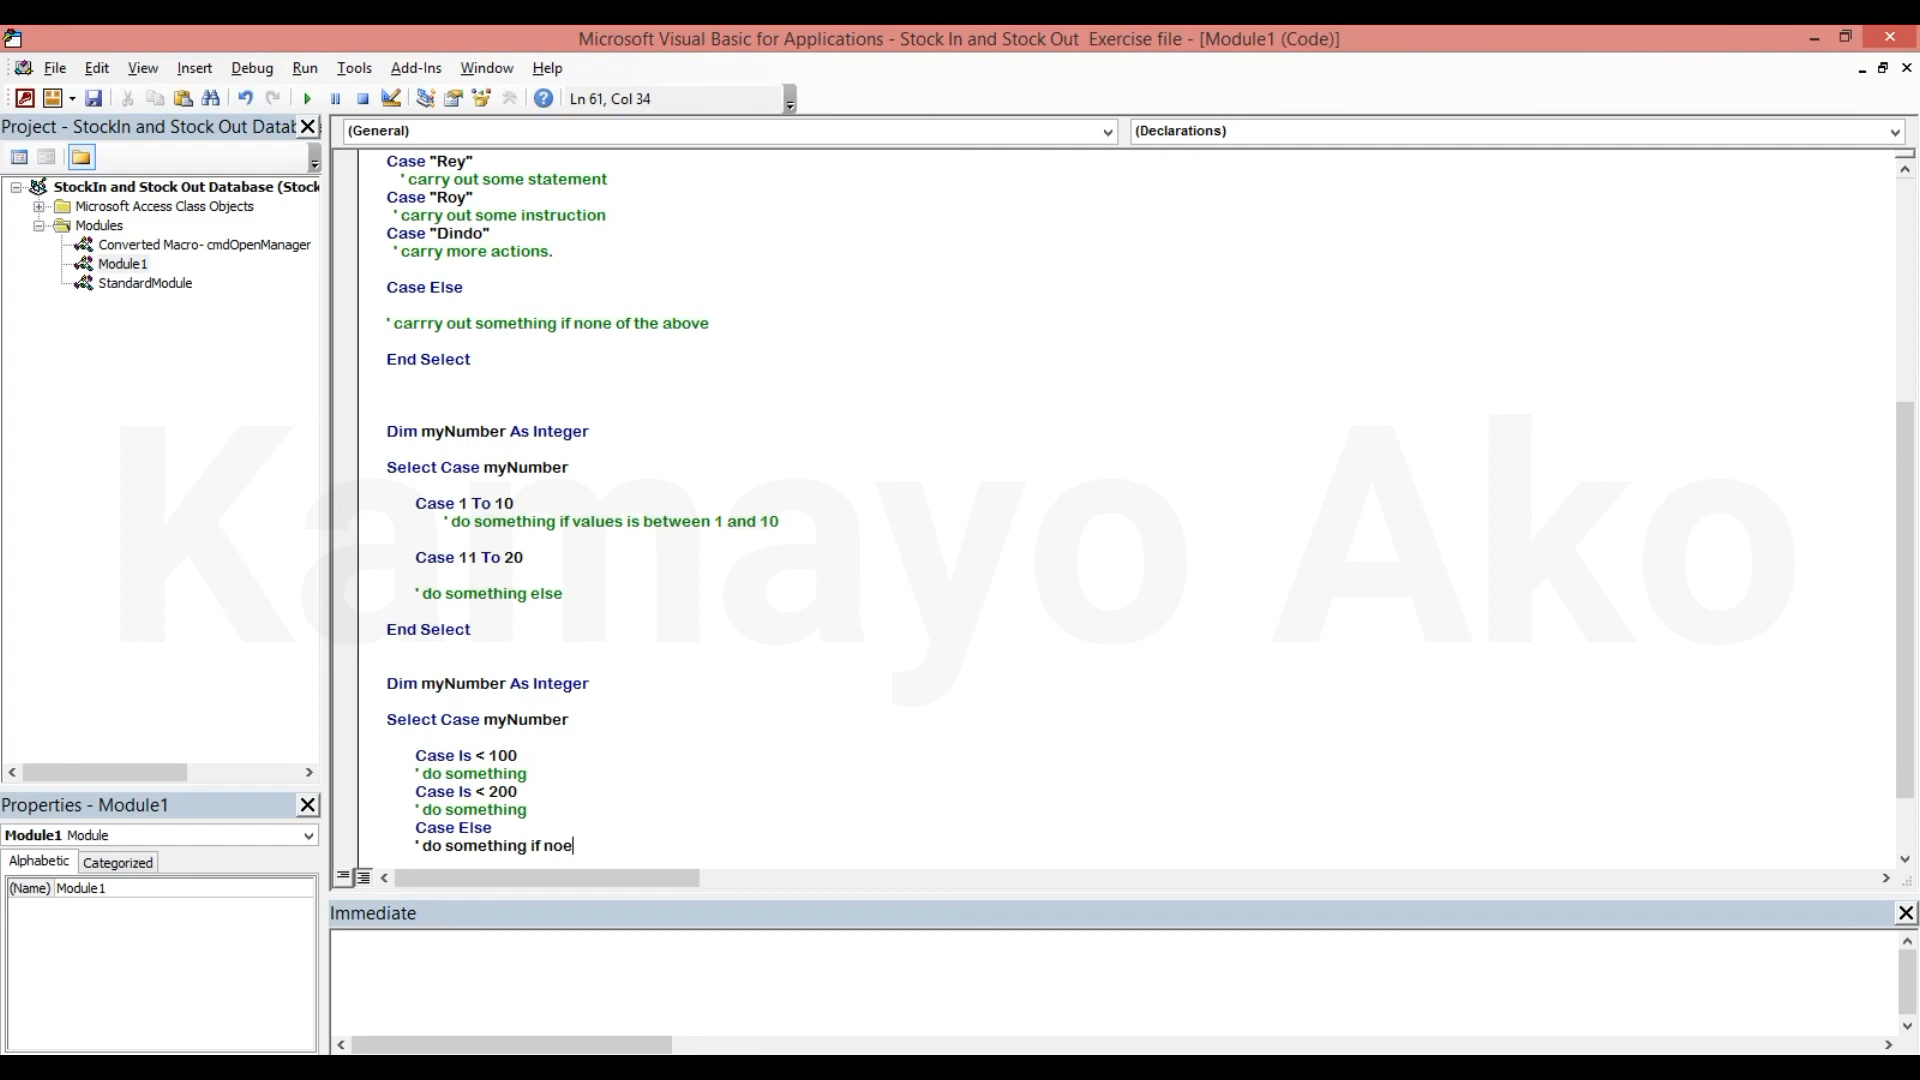 Microsoft Visual Basic for Applications - Stock In and Stock Out  Exercise file - [Module1 (Code)]
File Edit View Insert Debug Run Tools Add-Ins Window Help
Ln 61, Col 34
Project - StockIn and Stock Out Datab
(General)
(Declarations)
StockIn and Stock Out Database (Stock
Microsoft Access Class Objects
Modules
Converted Macro- cmdOpenManager
Module1
StandardModule
Case "Rey"
' carry out some statement
Case "Roy"
' carry out some instruction
Case "Dindo"
' carry more actions.
Case Else
' carrry out something if none of the above
End Select
Dim myNumber As Integer
Select Case myNumber
Case 1 To 10
' do something if values is between 1 and 10
Case 11 To 20
' do something else
End Select
Dim myNumber As Integer
Select Case myNumber
Case Is < 100
' do something
Case Is < 200
' do something
Case Else
' do something if noe
Kamayo Ako
Properties - Module1
Module1 Module
Alphabetic Categorized
(Name) Module1
Immediate